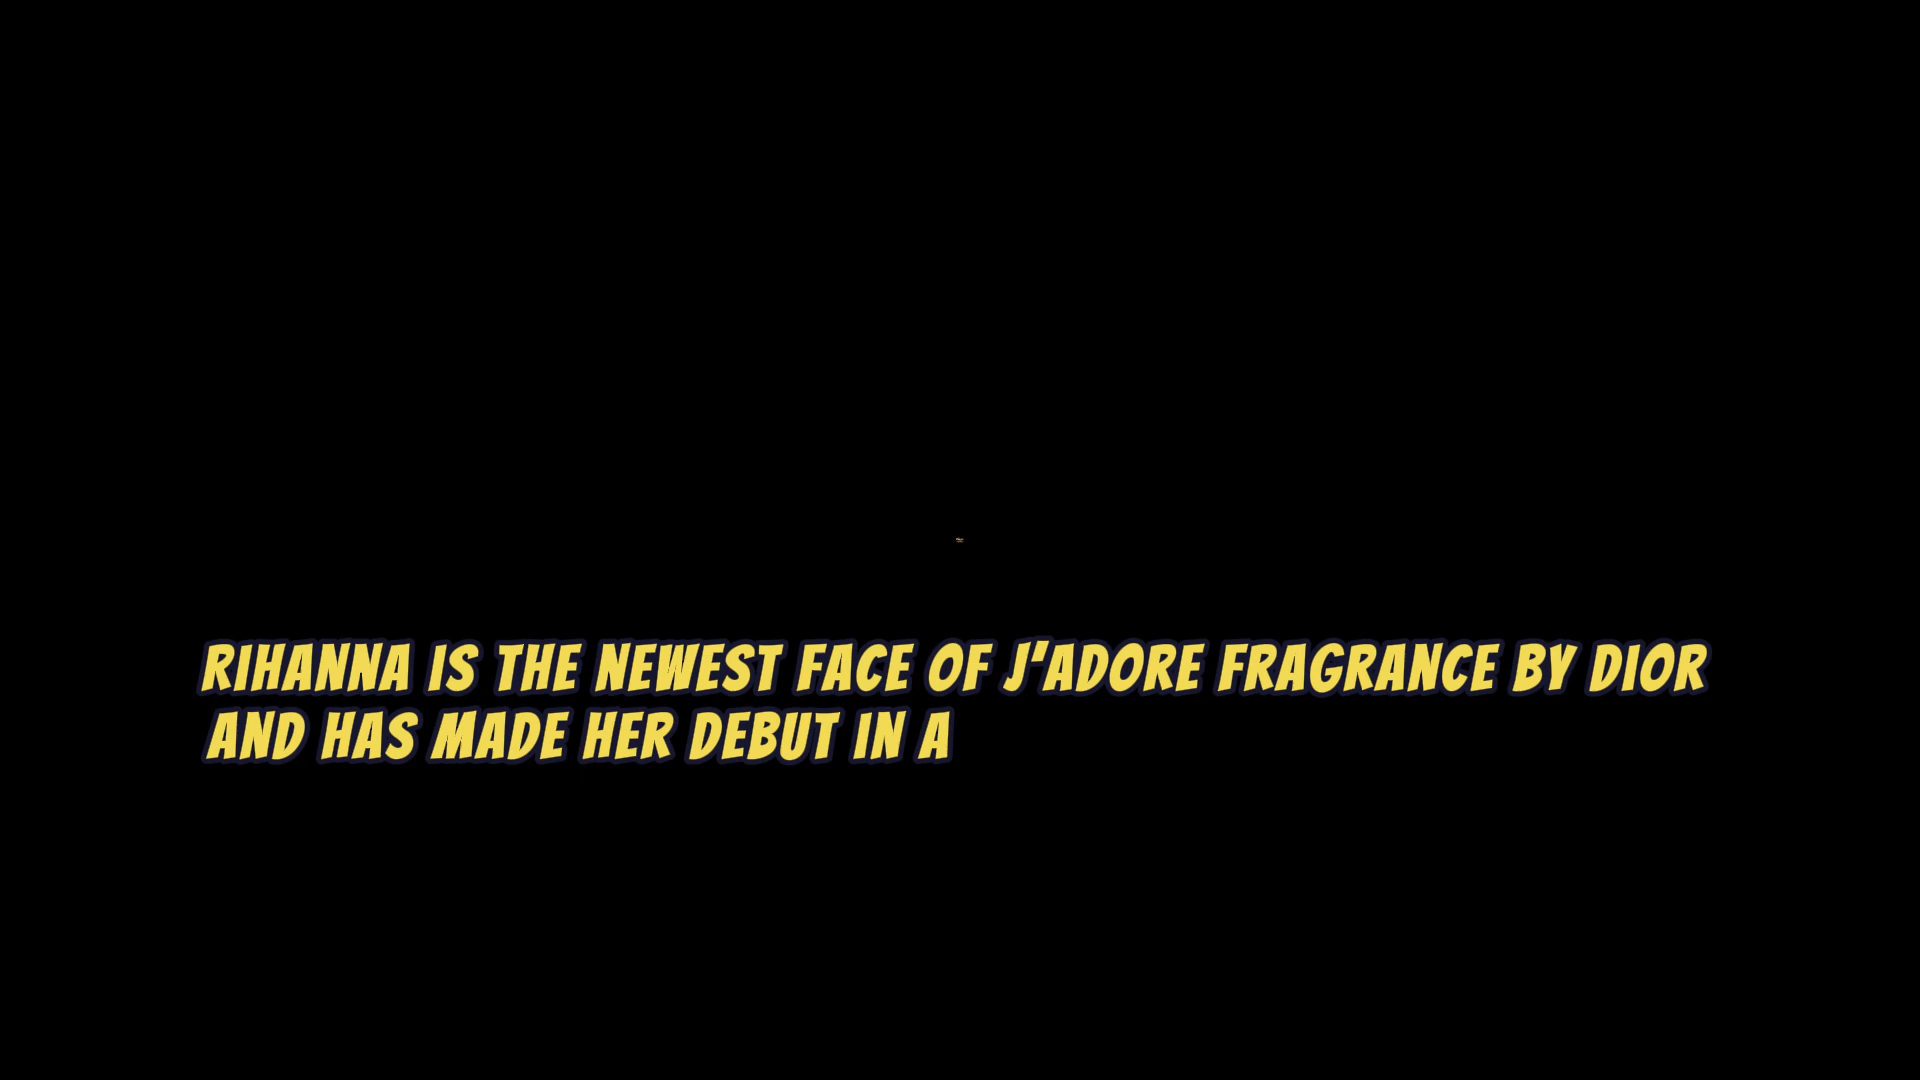 RIHANNA IS THE NEWEST FACE OF J'ADORE FRAGRANCE BY DIOR
AND HAS MADE HER DEBUT IN A